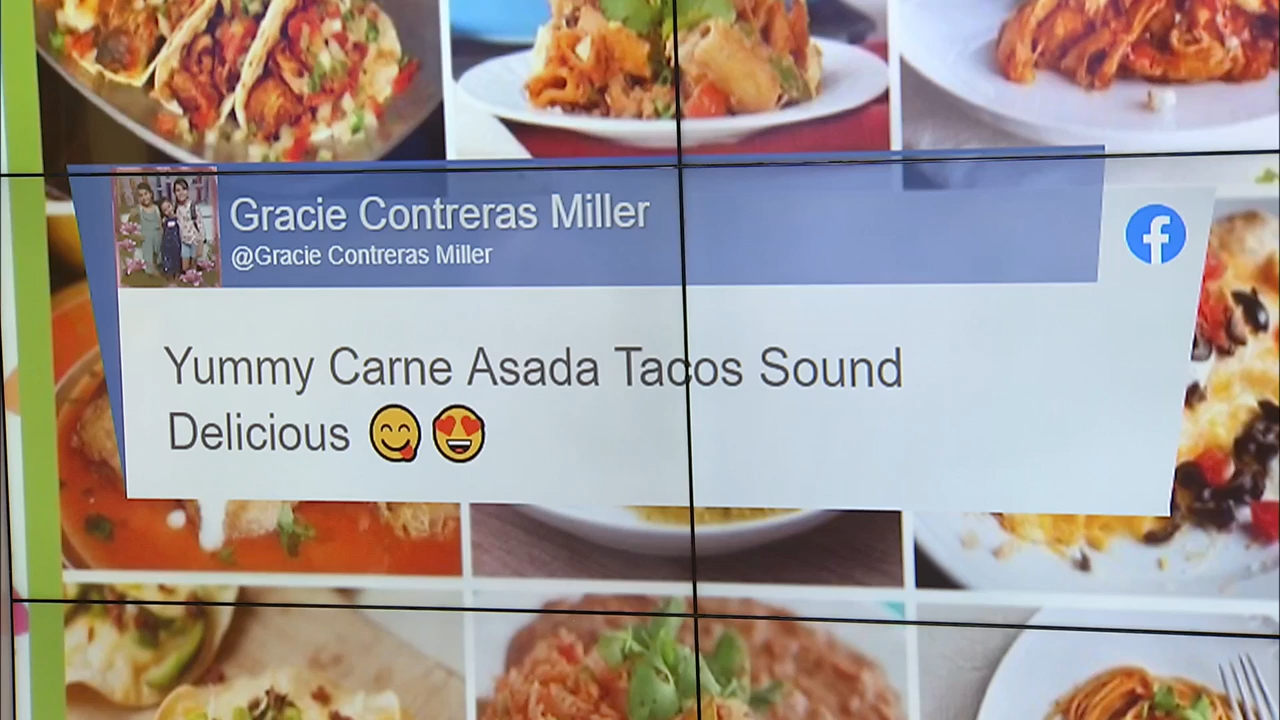 Gracie Contreras Miller
@Gracie Contreras Miller
Yummy Carne Asada Tacos Sound
Delicious 😋😍